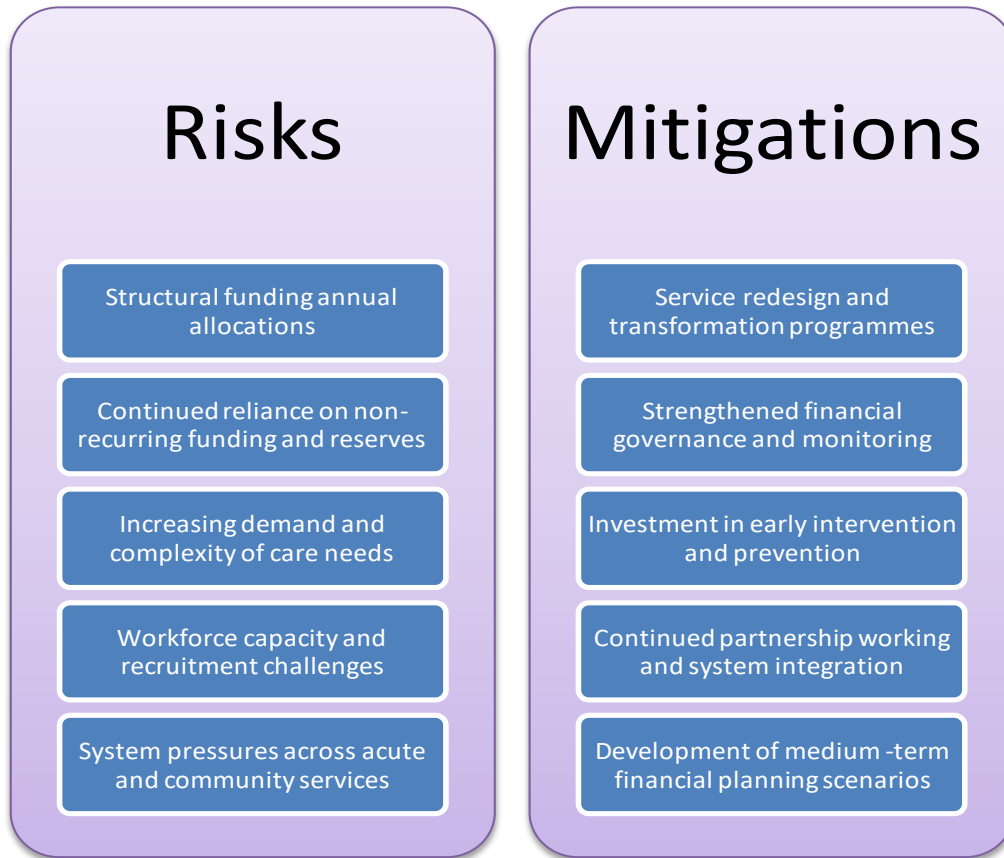 Risks
Structural funding annual
allocations
Continued reliance on non-
recurring funding and reserves
Increasing demand and
complexity of care needs
Workforce capacity and
recruitment challenges
System pressures across acute
and community services
Mitigations
Service redesign and
transformation programmes
Strengthened financial
governance and monitoring
Investment in early intervention
and prevention
Continued partnership working
and system integration
Development of medium -term
financial planning scenarios